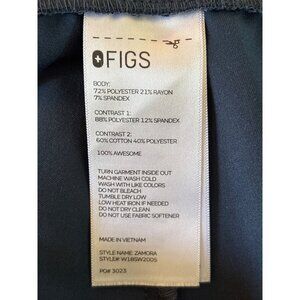 FIGS
BODY:
72% POLYESTER 21% RAYON
7% SPANDEX
CONTRAST 1:
88% POLYESTER 12% SPANDEX
CONTRAST 2:
60% COTTON 40% POLYESTER
100% AWESOME
TURN GARMENT INSIDE OUT
MACHINE WASH COLD
WASH WITH LIKE COLORS
DO NOT BLEACH
TUMBLE DRY LOW
LOW HEAT IRON IF NEEDED
DO NOT DRY CLEAN
DO NOT USE FABRIC SOFTENER
MADE IN VIETNAM
STYLE NAME: ZAMORA
STYLE# W18SW2005
PO# 3023